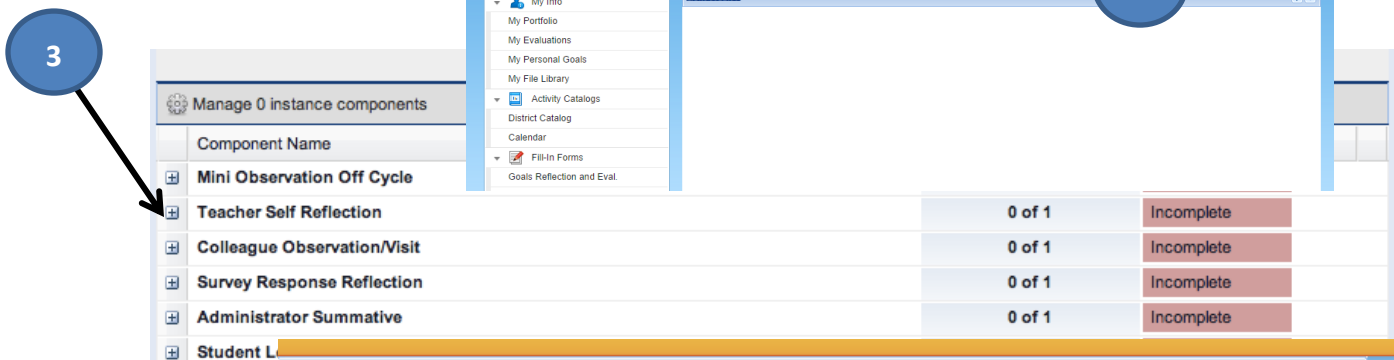 My Info
My Portfolio
My Evaluations
My Personal Goals
My File Library
Activity Catalogs
District Catalog
Calendar
Fill-In Forms
Goals Reflection and Eval.
3
Manage 0 instance components
Component Name
Mini Observation Off Cycle
Teacher Self Reflection 0 of 1 Incomplete
Colleague Observation/Visit 0 of 1 Incomplete
Survey Response Reflection 0 of 1 Incomplete
Administrator Summative 0 of 1 Incomplete
Student